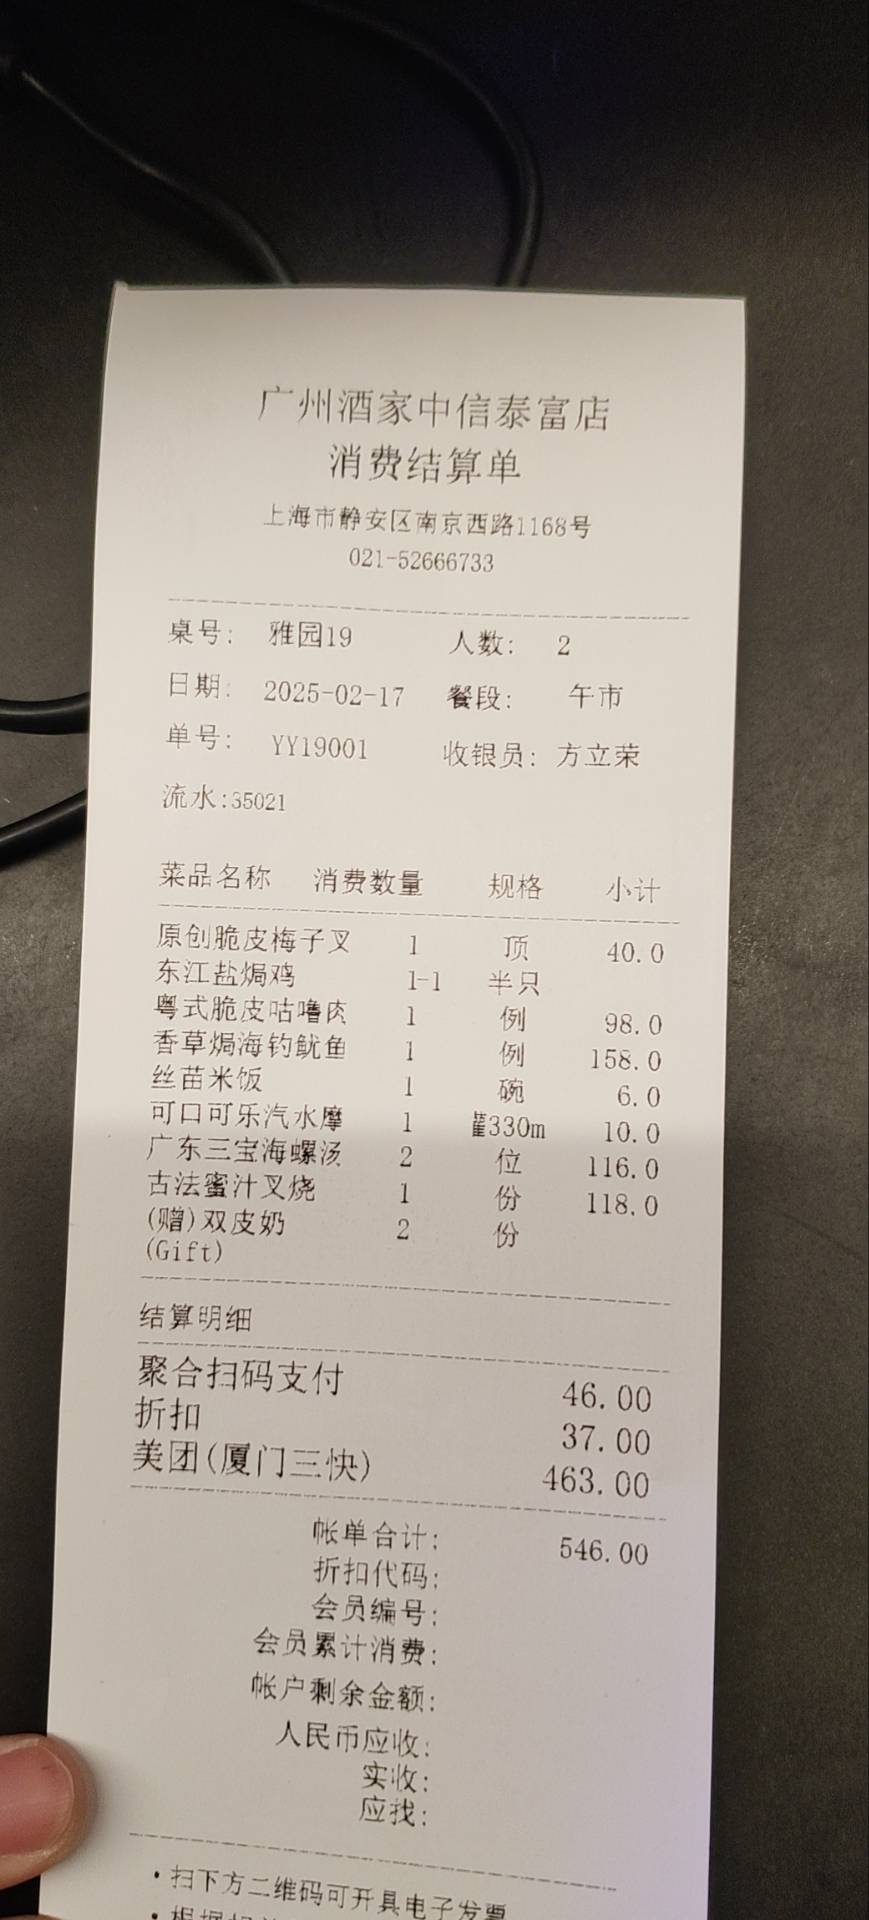 广州酒家中信泰富店
消费结算单
上海市静安区南京西路1168号
021-52666733
桌号: 雅园19 人数: 2
日期: 2025-02-17 餐段: 午市
单号: YY19001 收银员: 方立荣
流水:35021
菜品名称 消费数量 规格 小计
原创脆皮梅子叉 1 顶 40.0
东江盐焗鸡 1-1 半只
粤式脆皮咕噜肉 1 例 98.0
香草焗海钓鱿鱼 1 例 158.0
丝苗米饭 1 碗 6.0
可口可乐汽水摩 1 330m 10.0
广东三宝海螺汤 2 位 116.0
古法蜜汁叉烧 1 份 118.0
(赠)双皮奶 2 份
(Gift)
结算明细
聚合扫码支付 46.00
折扣 37.00
美团(厦门三快) 463.00
帐单合计: 546.00
折扣代码:
会员编号:
会员累计消费:
帐户剩余金额:
人民币应收:
实收:
应找:
·扫下方二维码可开具电子发票